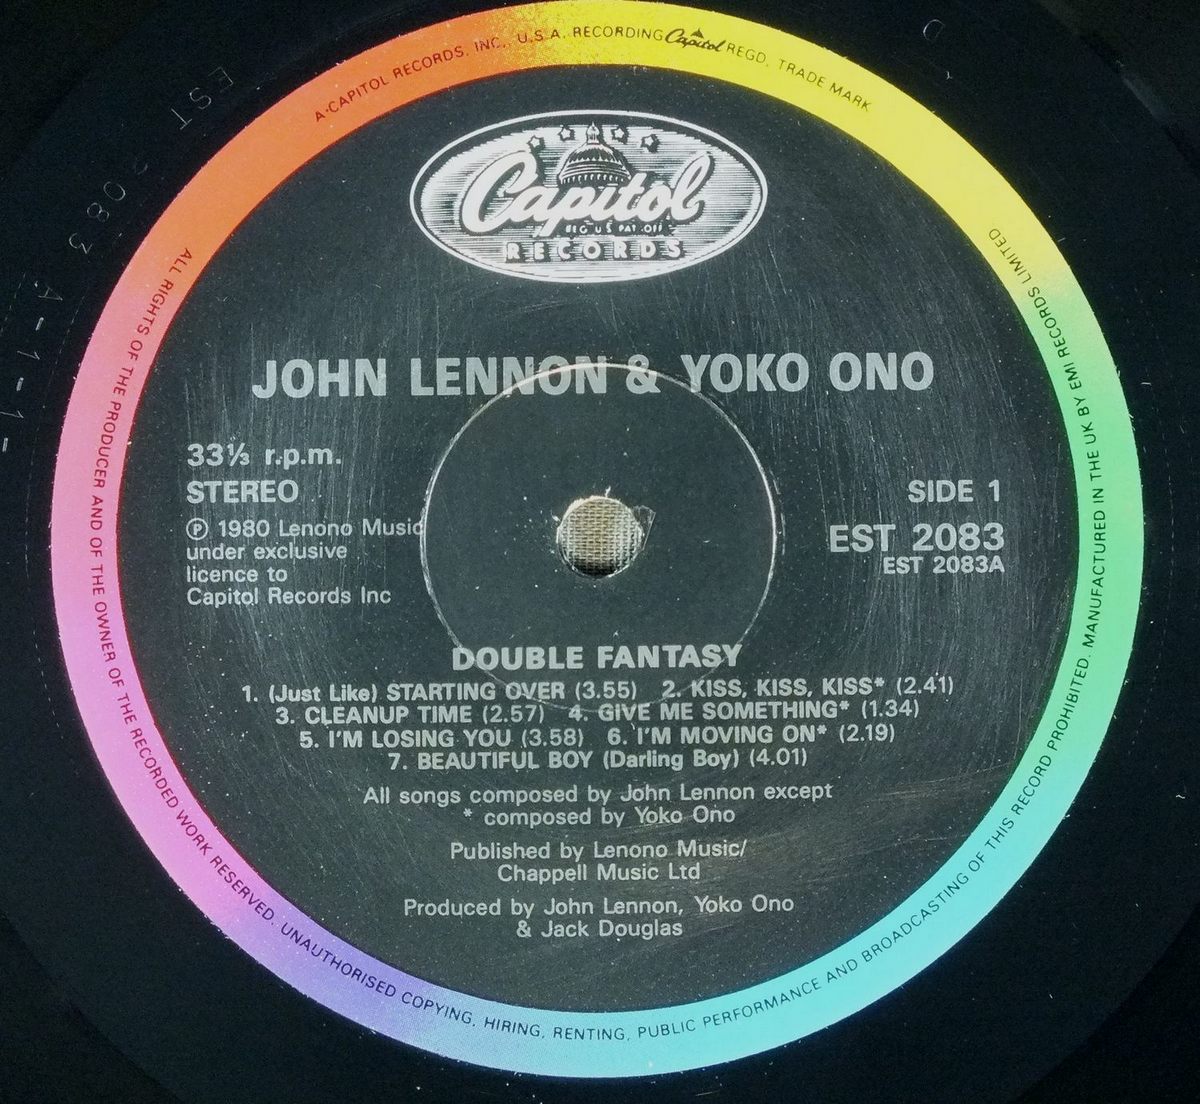 A·CAPITOL RECORDS, INC., U.S.A. RECORDING Capitol REGD. TRADE MARK
Capitol
REG. U.S. PAT. OFF.
RECORDS
JOHN LENNON & YOKO ONO
33⅓ r.p.m.
STEREO
SIDE 1
℗ 1980 Lenono Music
under exclusive
licence to
Capitol Records Inc
EST 2083
EST 2083A
DOUBLE FANTASY
1. (Just Like) STARTING OVER (3.55) 2. KISS, KISS, KISS* (2.41)
3. CLEANUP TIME (2.57) 4. GIVE ME SOMETHING* (1.34)
5. I'M LOSING YOU (3.58) 6. I'M MOVING ON* (2.19)
7. BEAUTIFUL BOY (Darling Boy) (4.01)
All songs composed by John Lennon except
* composed by Yoko Ono
Published by Lenono Music/
Chappell Music Ltd
Produced by John Lennon, Yoko Ono
& Jack Douglas
ALL RIGHTS OF THE PRODUCER AND OF THE OWNER OF THE RECORDED WORK RESERVED. UNAUTHORISED COPYING, HIRING, RENTING, PUBLIC PERFORMANCE AND BROADCASTING OF THIS RECORD PROHIBITED. MANUFACTURED IN THE UK BY EMI RECORDS LIMITED
EST 2083 A-1-1-1